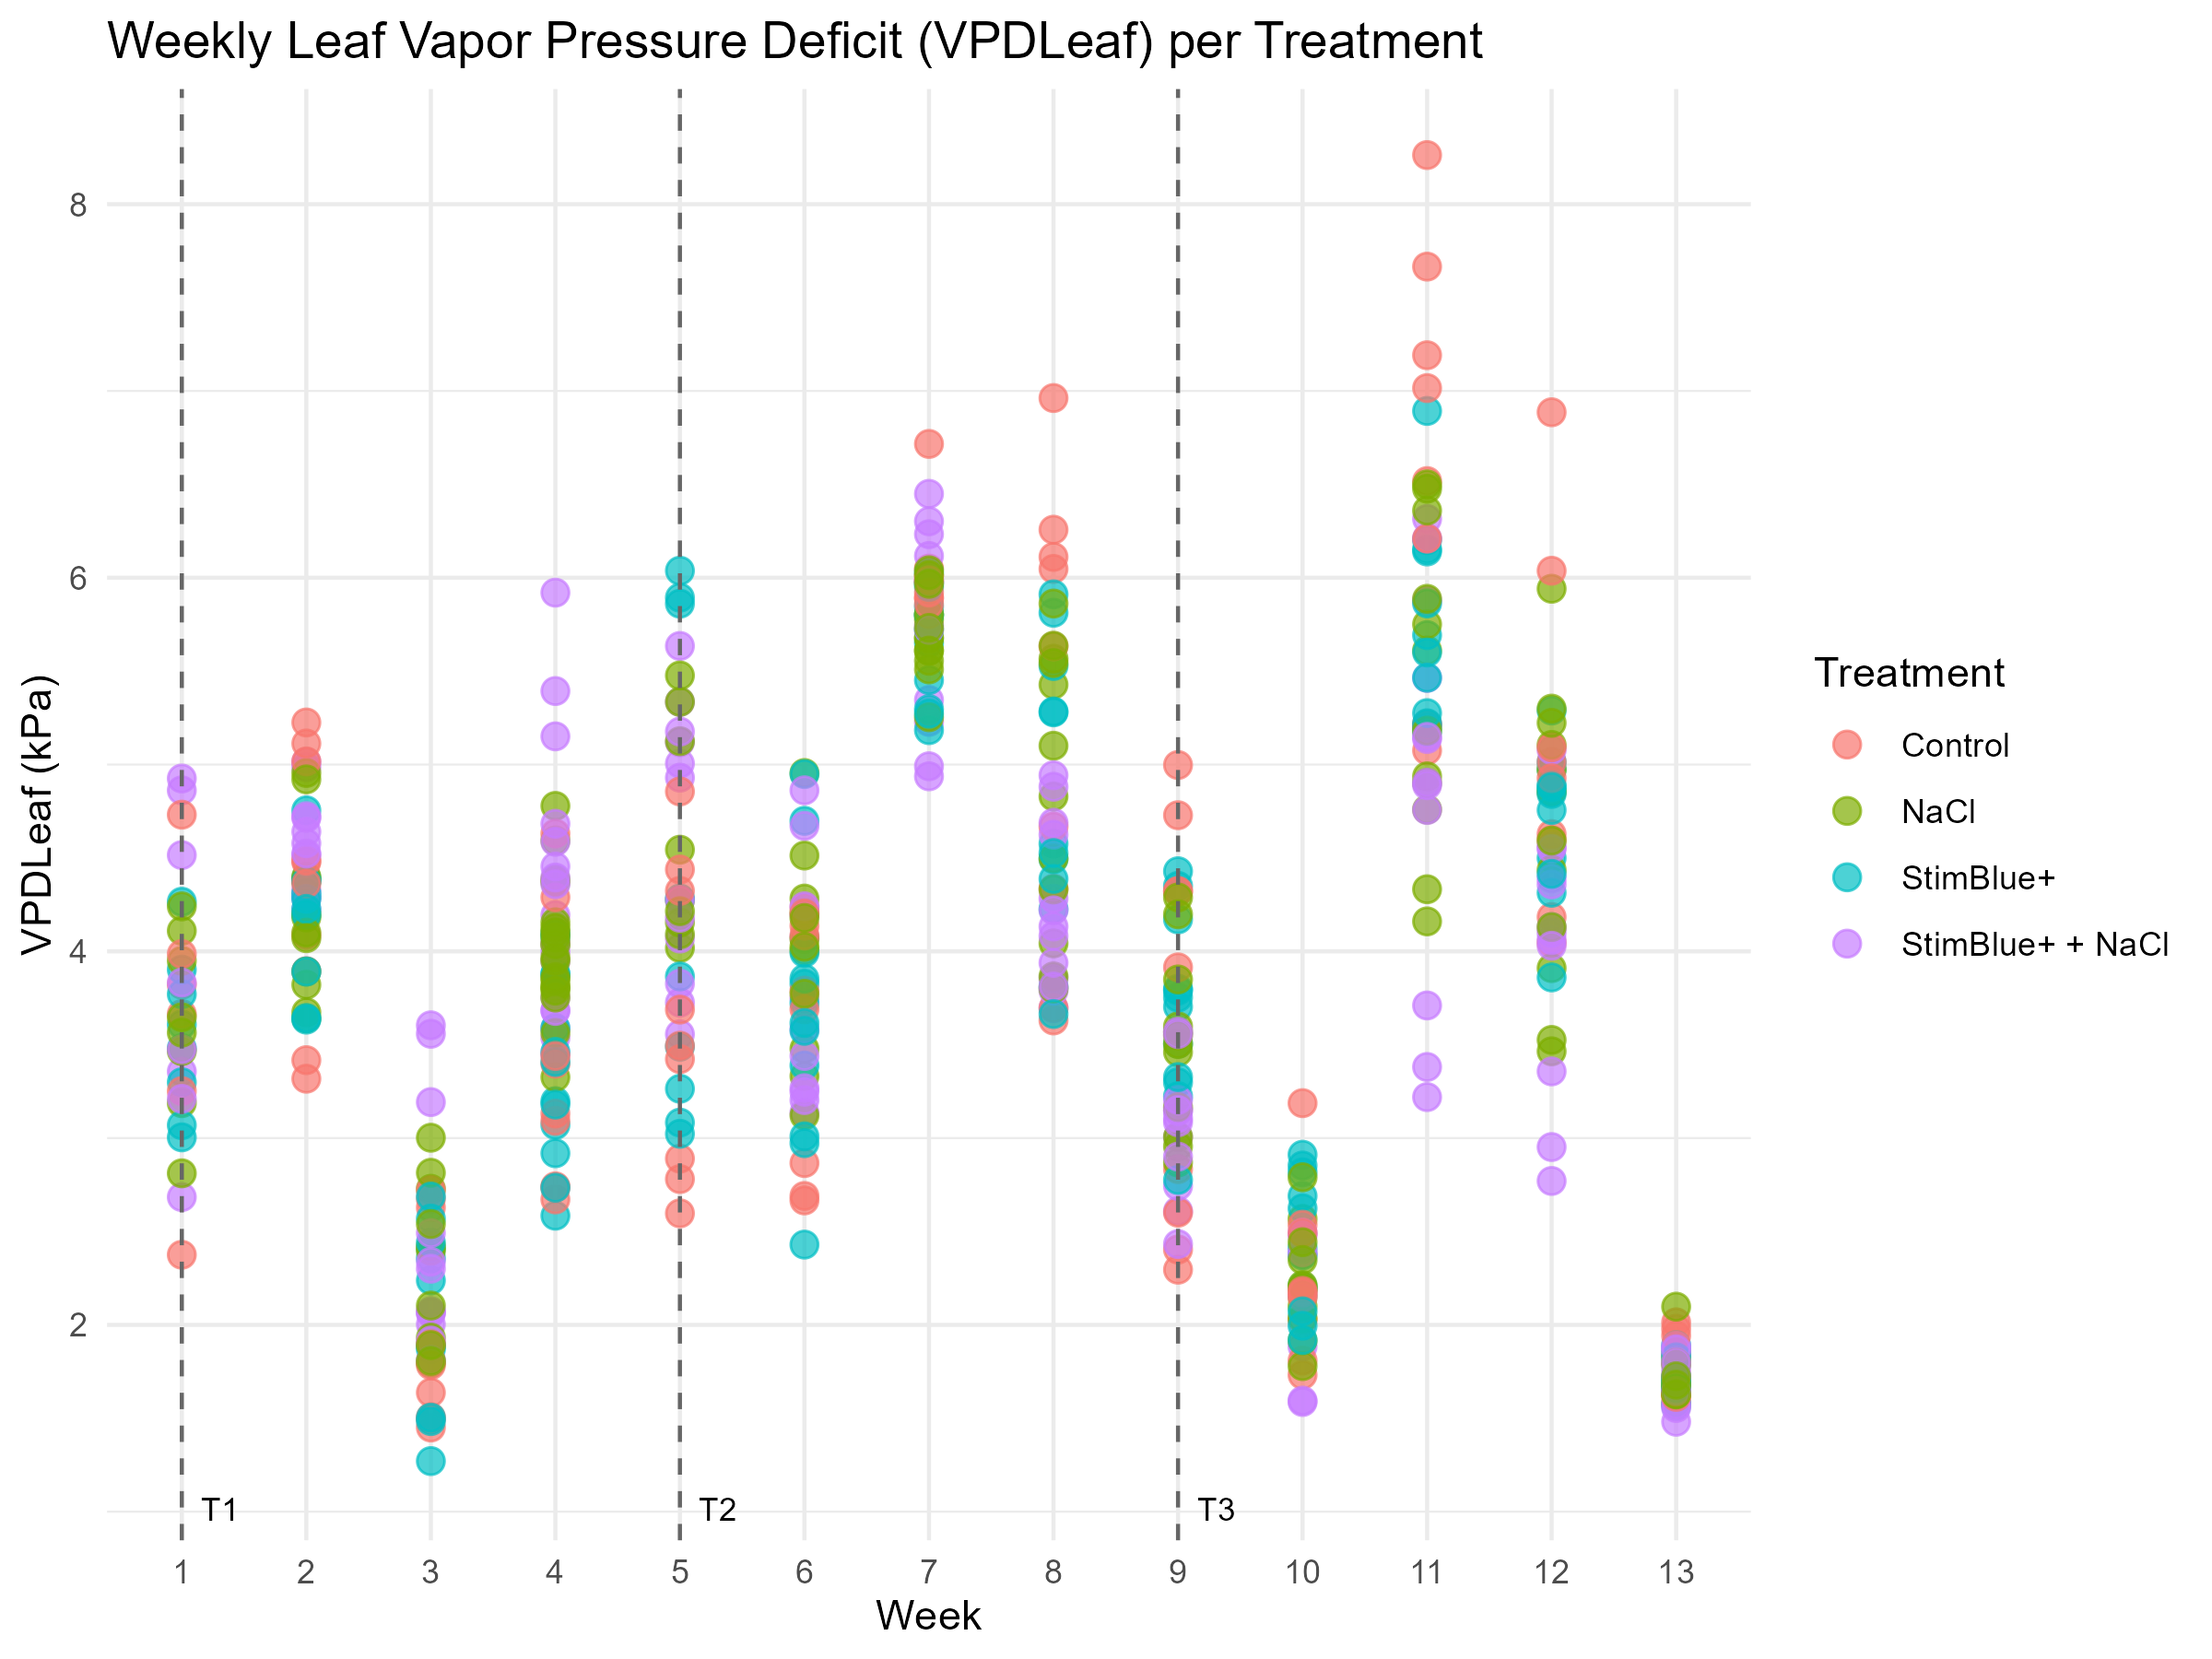 Weekly Leaf Vapor Pressure Deficit (VPDLeaf) per Treatment
VPDLeaf (kPa)
8
6
4
2
T1
T2
T3
1 2 3 4 5 6 7 8 9 10 11 12 13
Week
Treatment
Control
NaCl
StimBlue+
StimBlue+ + NaCl